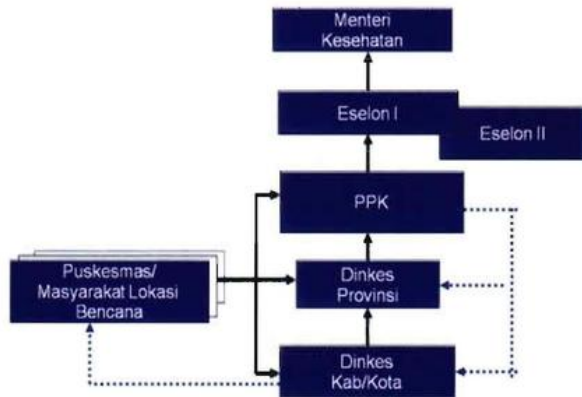 Menteri
Kesehatan
Eselon I
Eselon II
PPK
Puskesmas/
Masyarakat Lokasi
Bencana
Dinkes
Provinsi
Dinkes
Kab/Kota